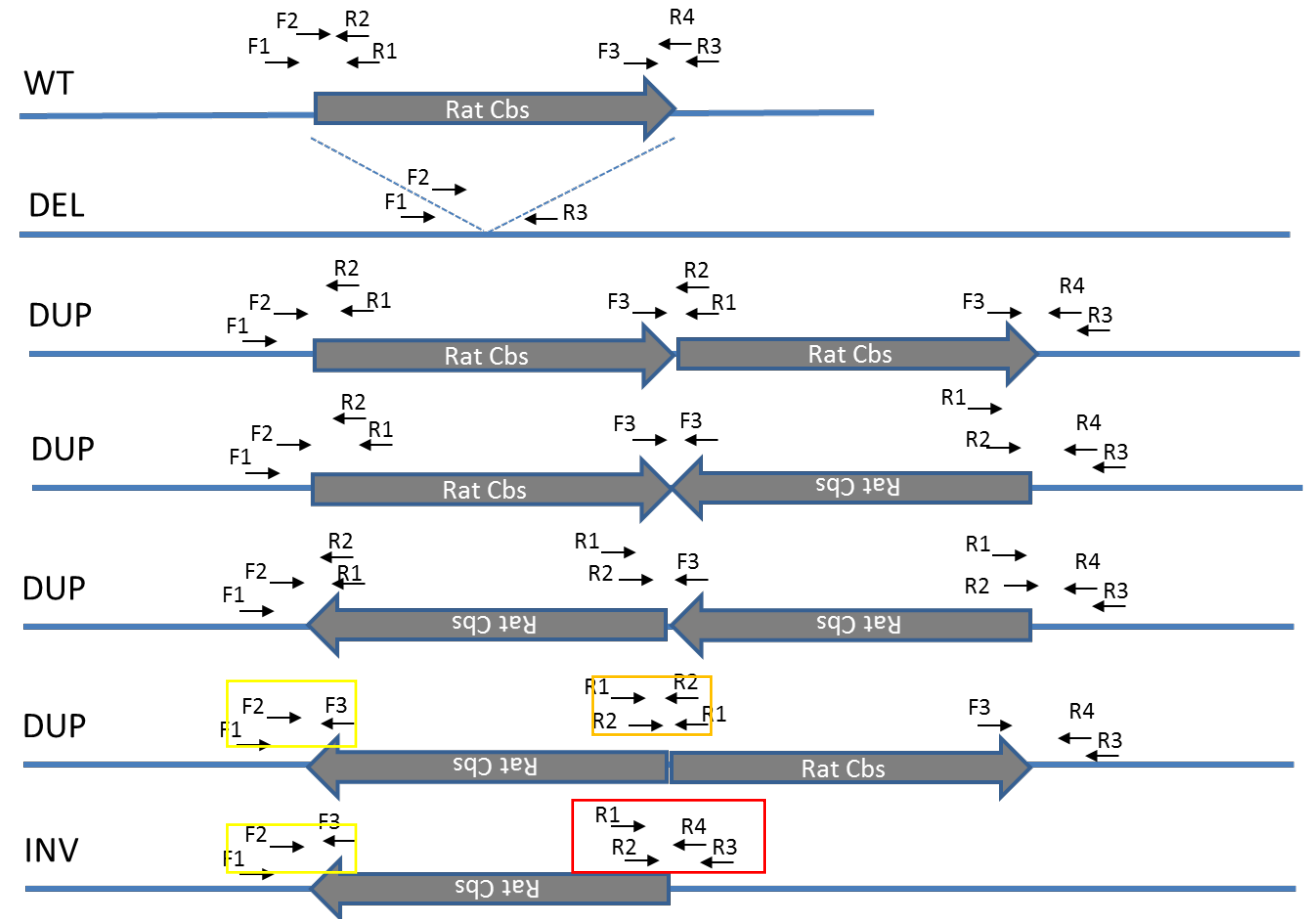 F2 R2 R4
F1 R1 F3 R3
WT
Rat Cbs
F2
DEL F1 R3
R2 R2
F2 R1 F3 R1 F3 R4
DUP F1 R3
Rat Cbs Rat Cbs
R2 R1
F2 R1 F3 F3 R2 R4
DUP F1 R3
Rat Cbs Rat Cbs
R2 R1 R1
F2 R1 R2 F3 R2 R4
DUP F1 R3
Rat Cbs Rat Cbs
R1 R2
F2 F3 R2 R1 F3 R4
DUP F1 R3
Rat Cbs Rat Cbs
F3 R1 R4
INV F2 R2 R3
F1
Rat Cbs